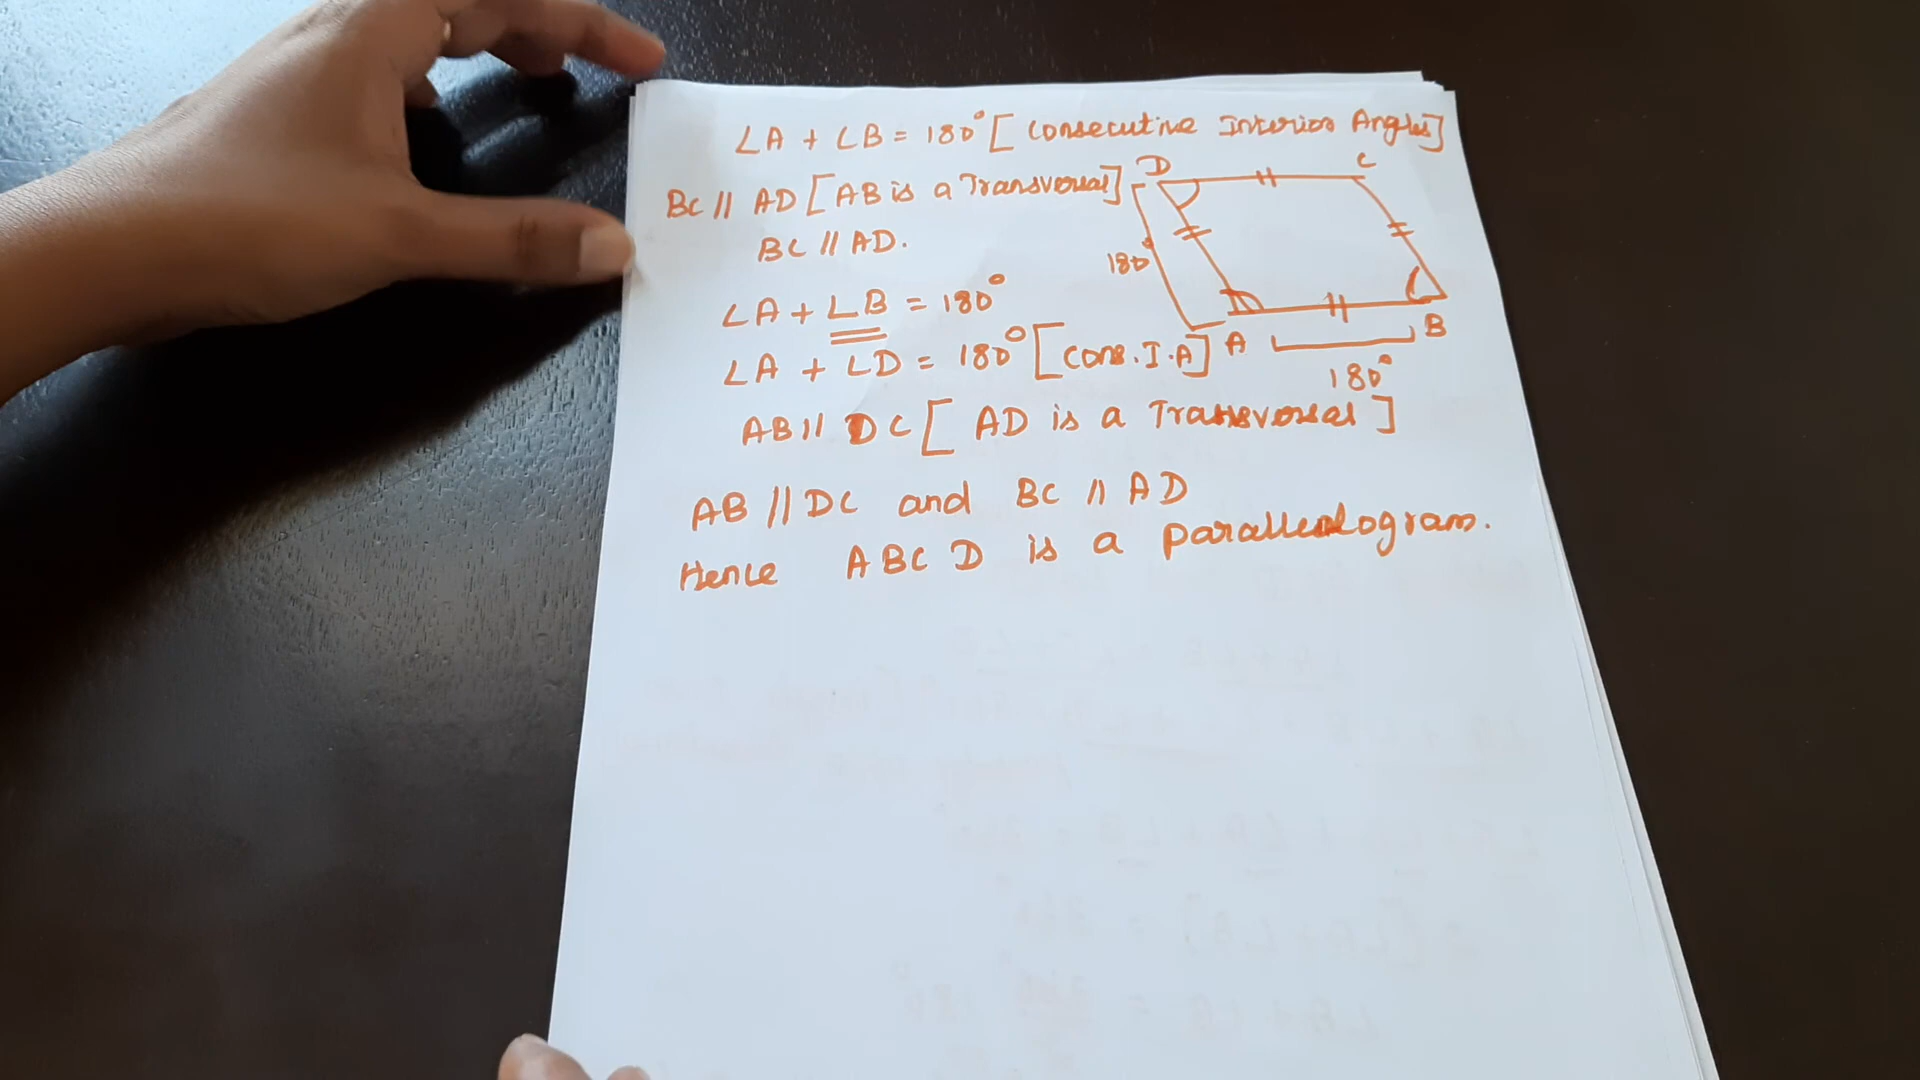 ∠A + ∠B = 180° [Consecutive Interior Angles]
BC // AD [AB is a Transversal]
BC // AD.
∠A + ∠B = 180°
∠A + ∠D = 180° [Cons. I.A]
AB // DC [AD is a Transversal]
AB // DC and BC // AD
Hence ABCD is a parallelogram.
D
C
180°
A
B
180°